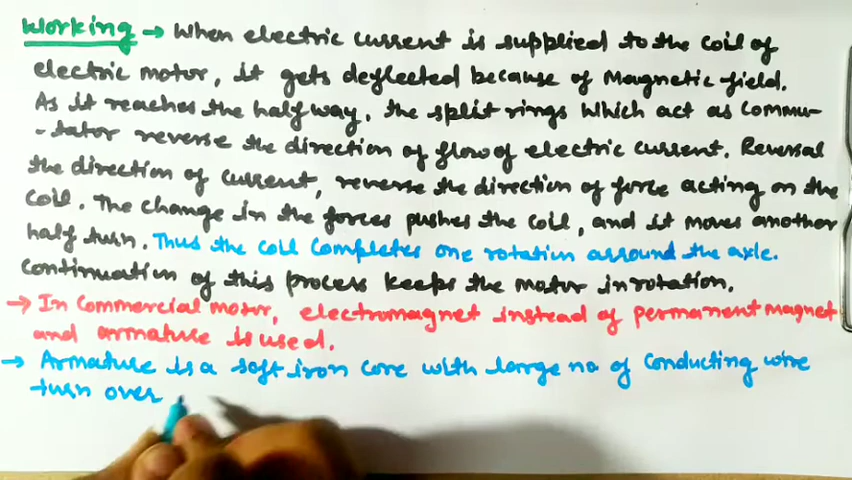 Working → When electric current is supplied to the coil of
electric motor, it gets deflected because of Magnetic field.
As it reaches the half way, the split rings which act as Commu-
-tator reverse the direction of flow of electric current. Reversal
the direction of current, reverse the direction of force acting on the
Coil. The change in the forces pushes the Coil, and it moves another
half turn. Thus the coil completes one rotation arround the axle.
Continuation of this process keeps the motor in rotation.
→ In Commercial motor, electromagnet instead of permanent magnet
and armature is used.
→ Armature is a soft iron core with large no. of Conducting wire
turn over